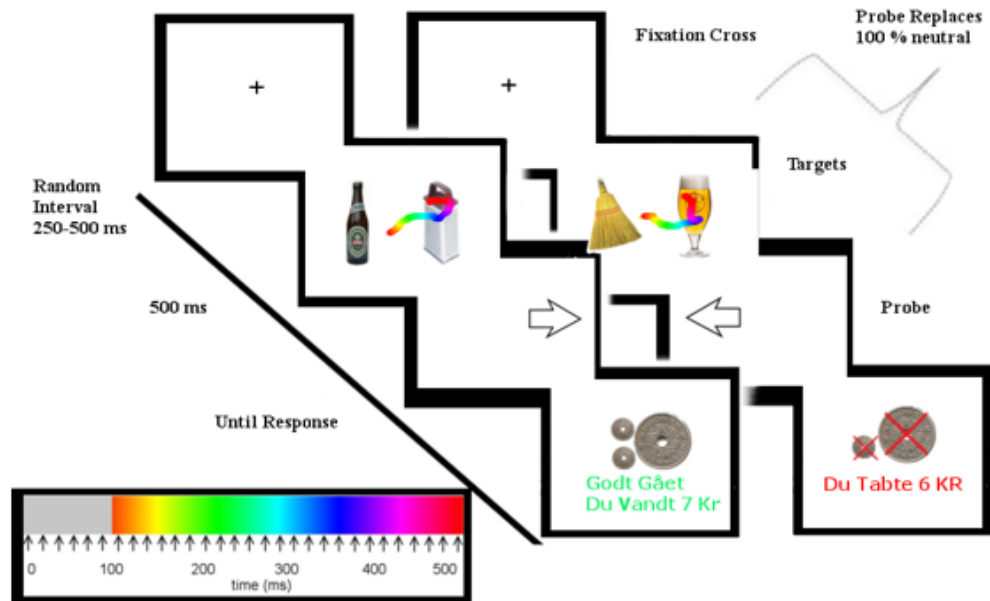 Fixation Cross
Probe Replaces
100 % neutral
Random
Interval
250-500 ms
Targets
500 ms
Probe
Until Response
Godt Gået
Du Vandt 7 Kr
Du Tabte 6 KR
0 100 200 300 400 500
time (ms)